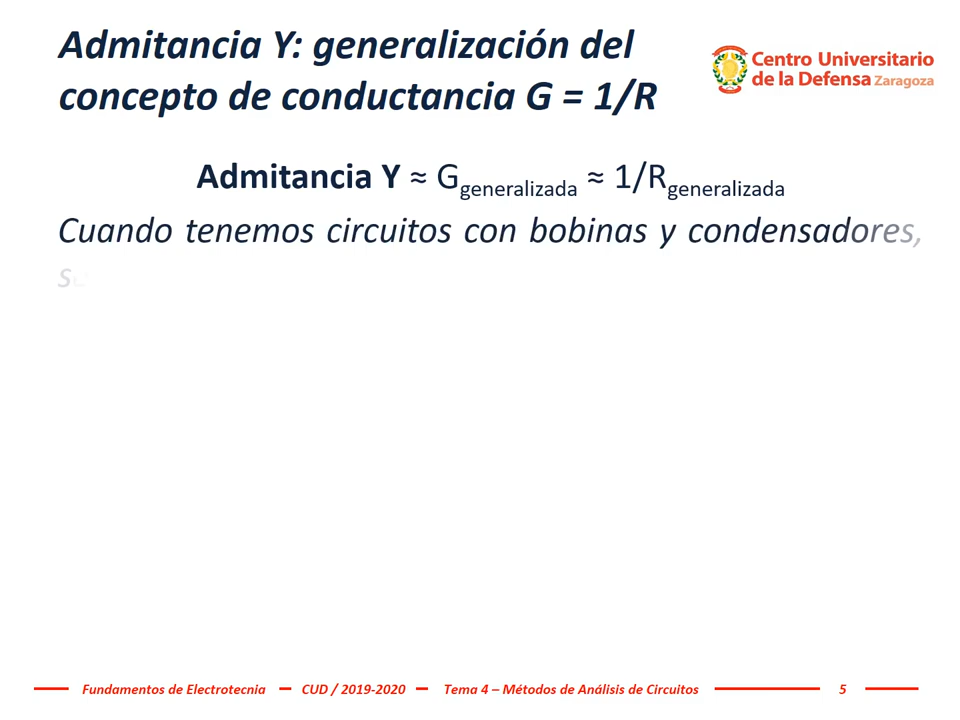 Admitancia Y: generalización del
concepto de conductancia G = 1/R
Centro Universitario
de la Defensa Zaragoza
Admitancia Y ≈ Ggeneralizada ≈ 1/Rgeneralizada
Cuando tenemos circuitos con bobinas y condensadores,
Fundamentos de Electrotecnia CUD / 2019-2020 Tema 4 – Métodos de Análisis de Circuitos 5